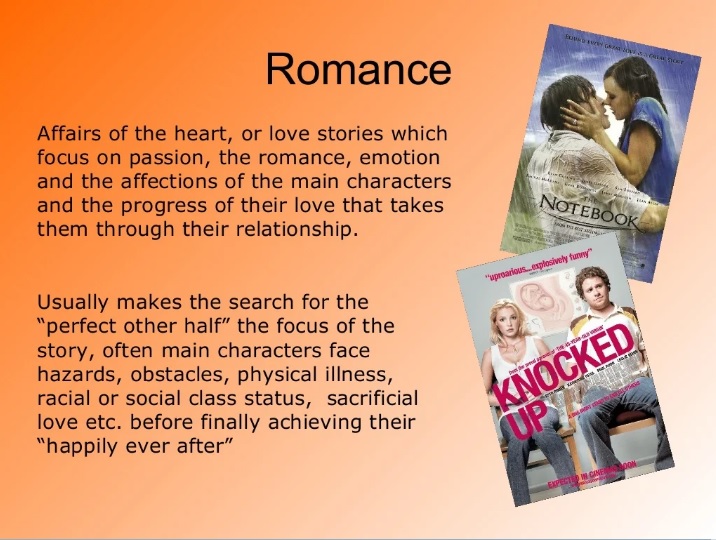 Romance
Affairs of the heart, or love stories which
focus on passion, the romance, emotion
and the affections of the main characters
and the progress of their love that takes
them through their relationship.
Usually makes the search for the
“perfect other half” the focus of the
story, often main characters face
hazards, obstacles, physical illness,
racial or social class status,  sacrificial
love etc. before finally achieving their
“happily ever after”
THE
NOTEBOOK
"uproarious...explosively funny"
KNOCKED
UP
EXPECTED IN CINEMAS SOON